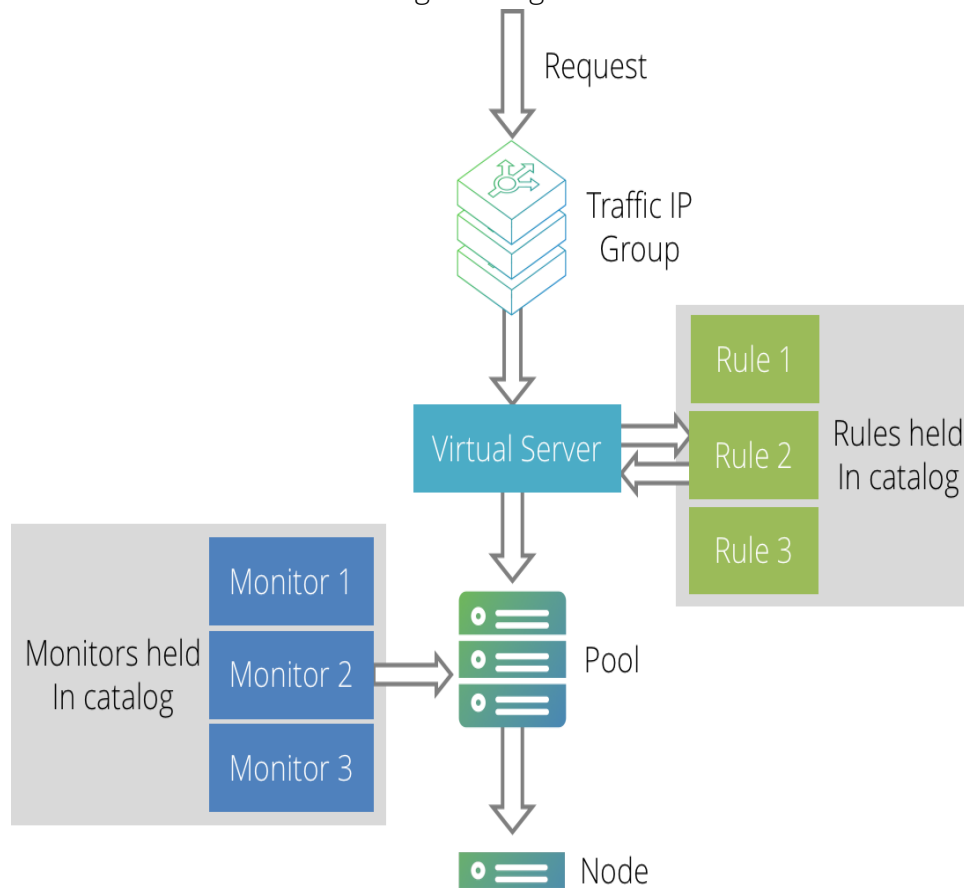 Request
Traffic IP
Group
Rule 1
Virtual Server
Rule 2
Rules held
In catalog
Rule 3
Monitor 1
Monitors held
In catalog
Monitor 2
Pool
Monitor 3
Node